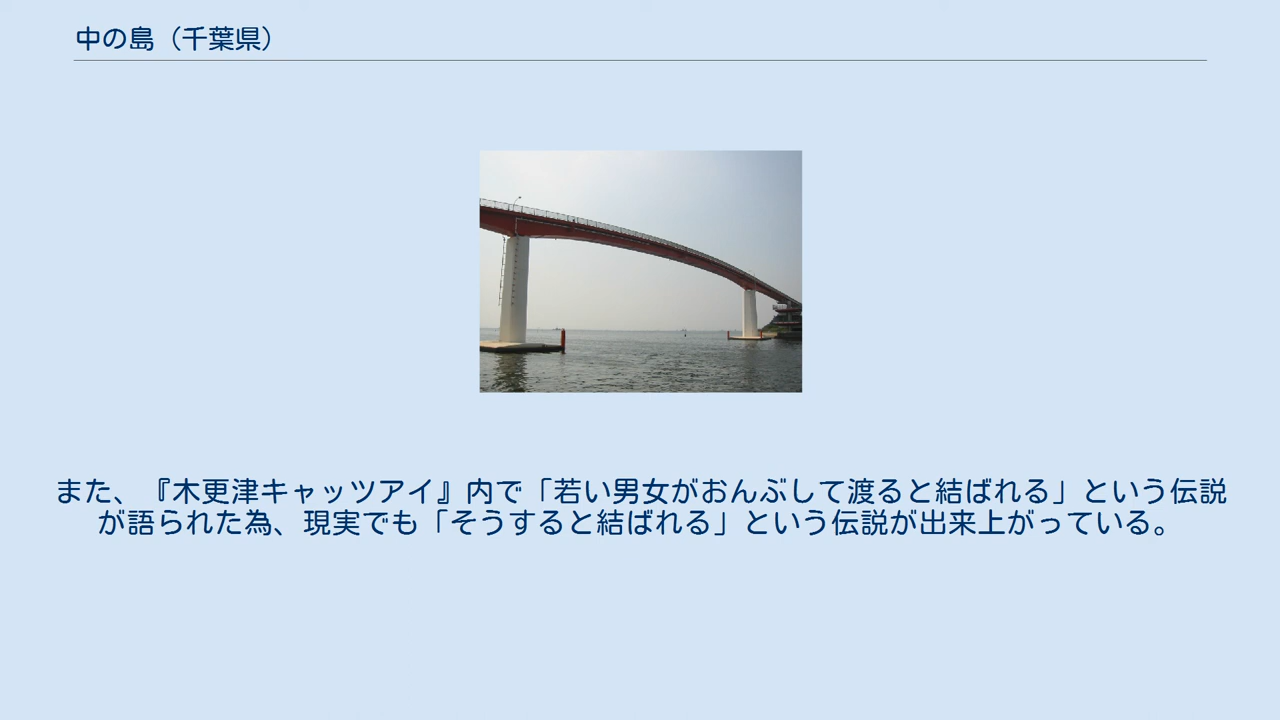 中の島（千葉県）
また、『木更津キャッツアイ』内で「若い男女がおんぶして渡ると結ばれる」という伝説
が語られた為、現実でも「そうすると結ばれる」という伝説が出来上がっている。